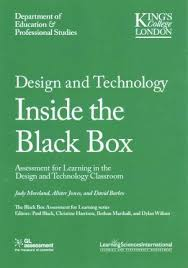 Department of
Education &
Professional Studies
KING'S
College
LONDON
Design and Technology
Inside the
Black Box
Assessment for Learning in the
Design and Technology Classroom
Judy Moreland, Alister Jones, and David Barlex
The Black Box Assessment for Learning series
Editors: Paul Black, Christine Harrison, Bethan Marshall, and Dylan Wiliam
GL
assessment
the measure of potential
LearningSciencesInternational